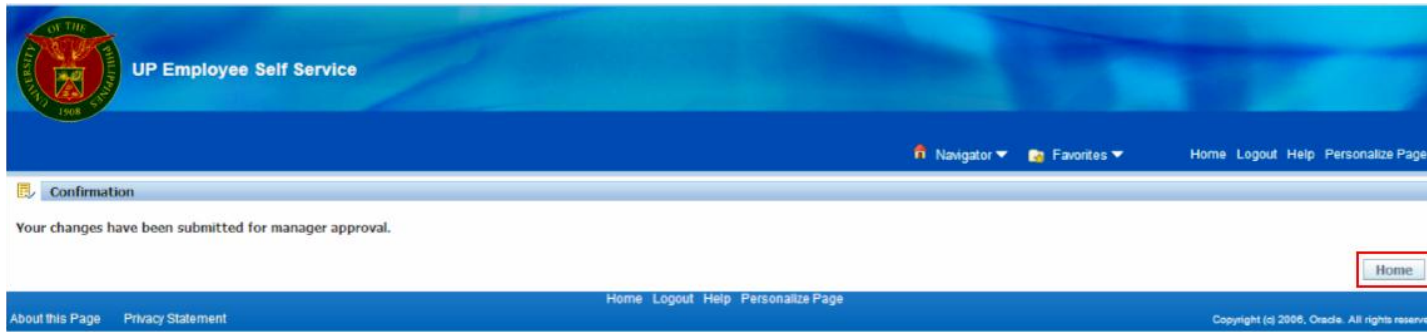 UNIVERSITY OF THE PHILIPPINES
1908
UP Employee Self Service
Navigator Favorites Home Logout Help Personalize Page
Confirmation
Your changes have been submitted for manager approval.
Home
Home Logout Help Personalize Page
About this Page Privacy Statement Copyright (c) 2006, Oracle. All rights